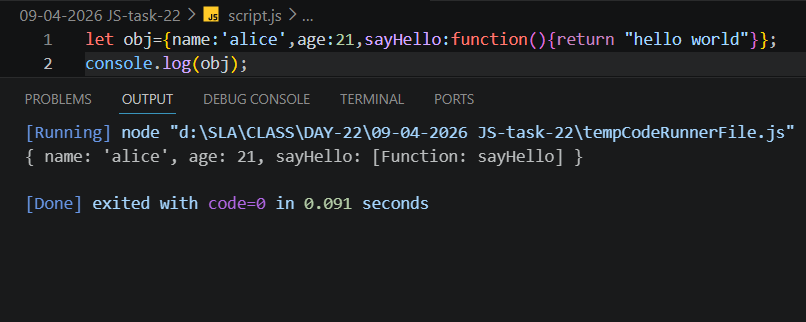 09-04-2026 JS-task-22 > JS script.js > ...
1 let obj={name:'alice',age:21,sayHello:function(){return "hello world"}};
2 console.log(obj);
PROBLEMS OUTPUT DEBUG CONSOLE TERMINAL PORTS
[Running] node "d:\SLA\CLASS\DAY-22\09-04-2026 JS-task-22\tempCodeRunnerFile.js"
{ name: 'alice', age: 21, sayHello: [Function: sayHello] }
[Done] exited with code=0 in 0.091 seconds